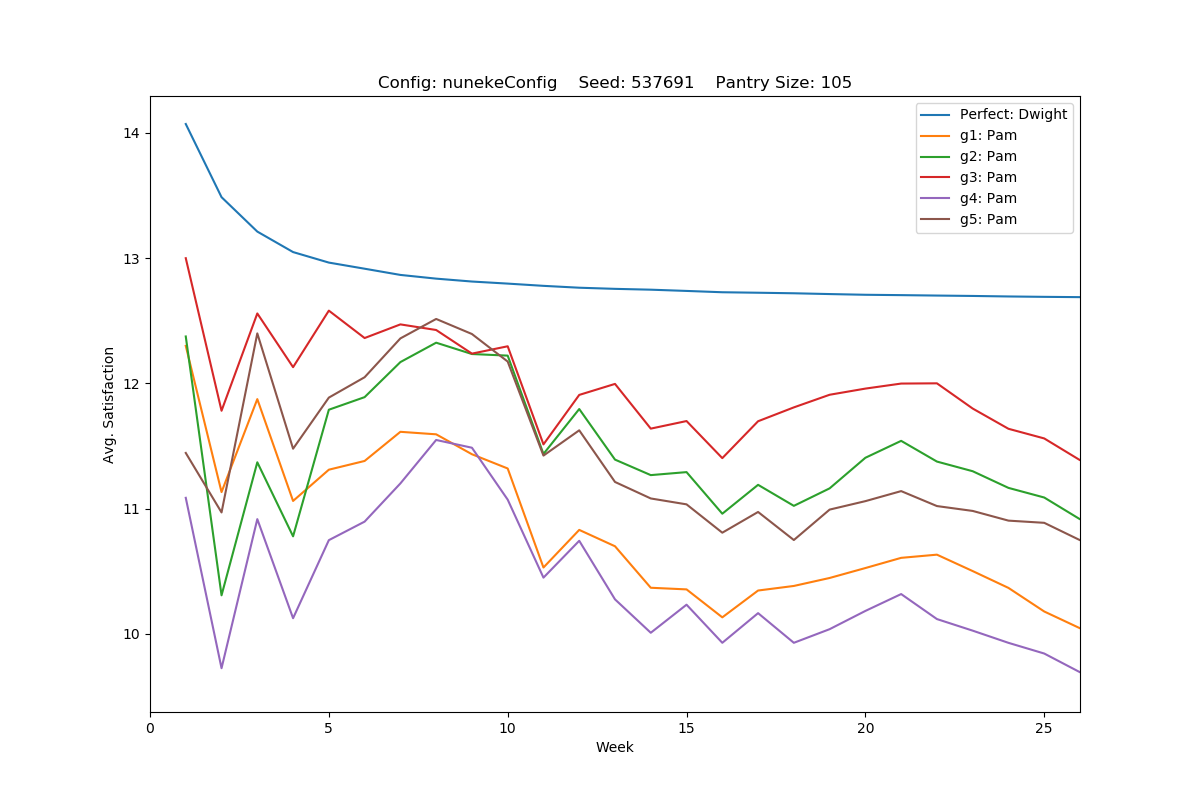 Config: nunekeConfig    Seed: 537691    Pantry Size: 105
Perfect: Dwight
g1: Pam
g2: Pam
g3: Pam
g4: Pam
g5: Pam
Avg. Satisfaction
14
13
12
11
10
0 5 10 15 20 25
Week